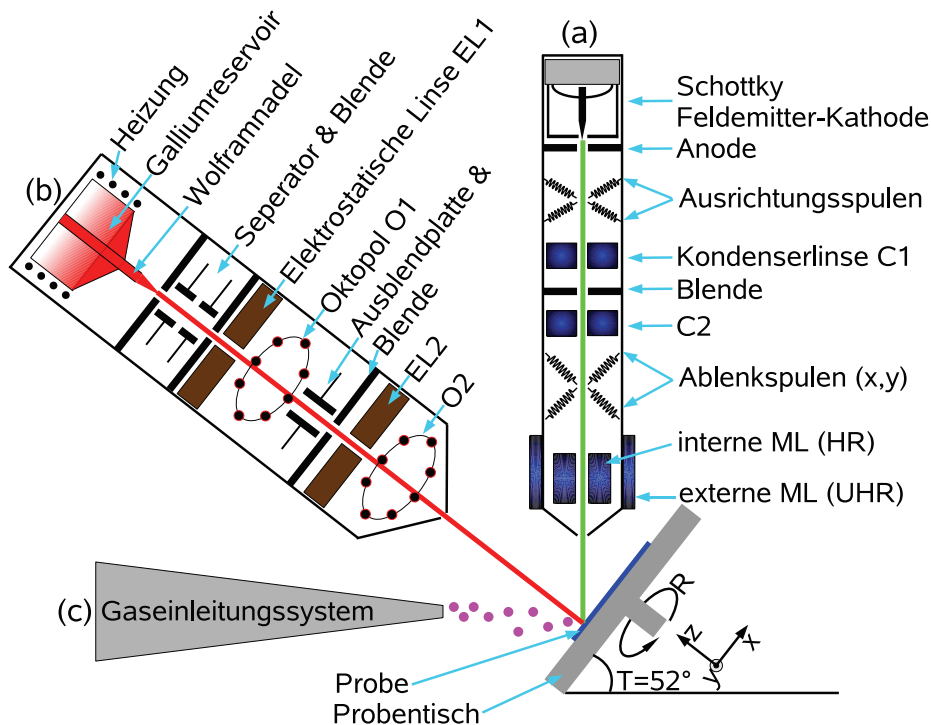 (a)
Schottky
Feldemitter-Kathode
Anode
Ausrichtungsspulen
Kondenserlinse C1
Blende
C2
Ablenkspulen (x,y)
interne ML (HR)
externe ML (UHR)
(b)
Heizung
Galliumreservoir
Wolframnadel
Seperator & Blende
Elektrostatische Linse EL1
Oktopol O1
Ausblendplatte &
Blende
EL2
O2
(c)
Gaseinleitungssystem
R
z
x
y
T=52°
Probe
Probentisch